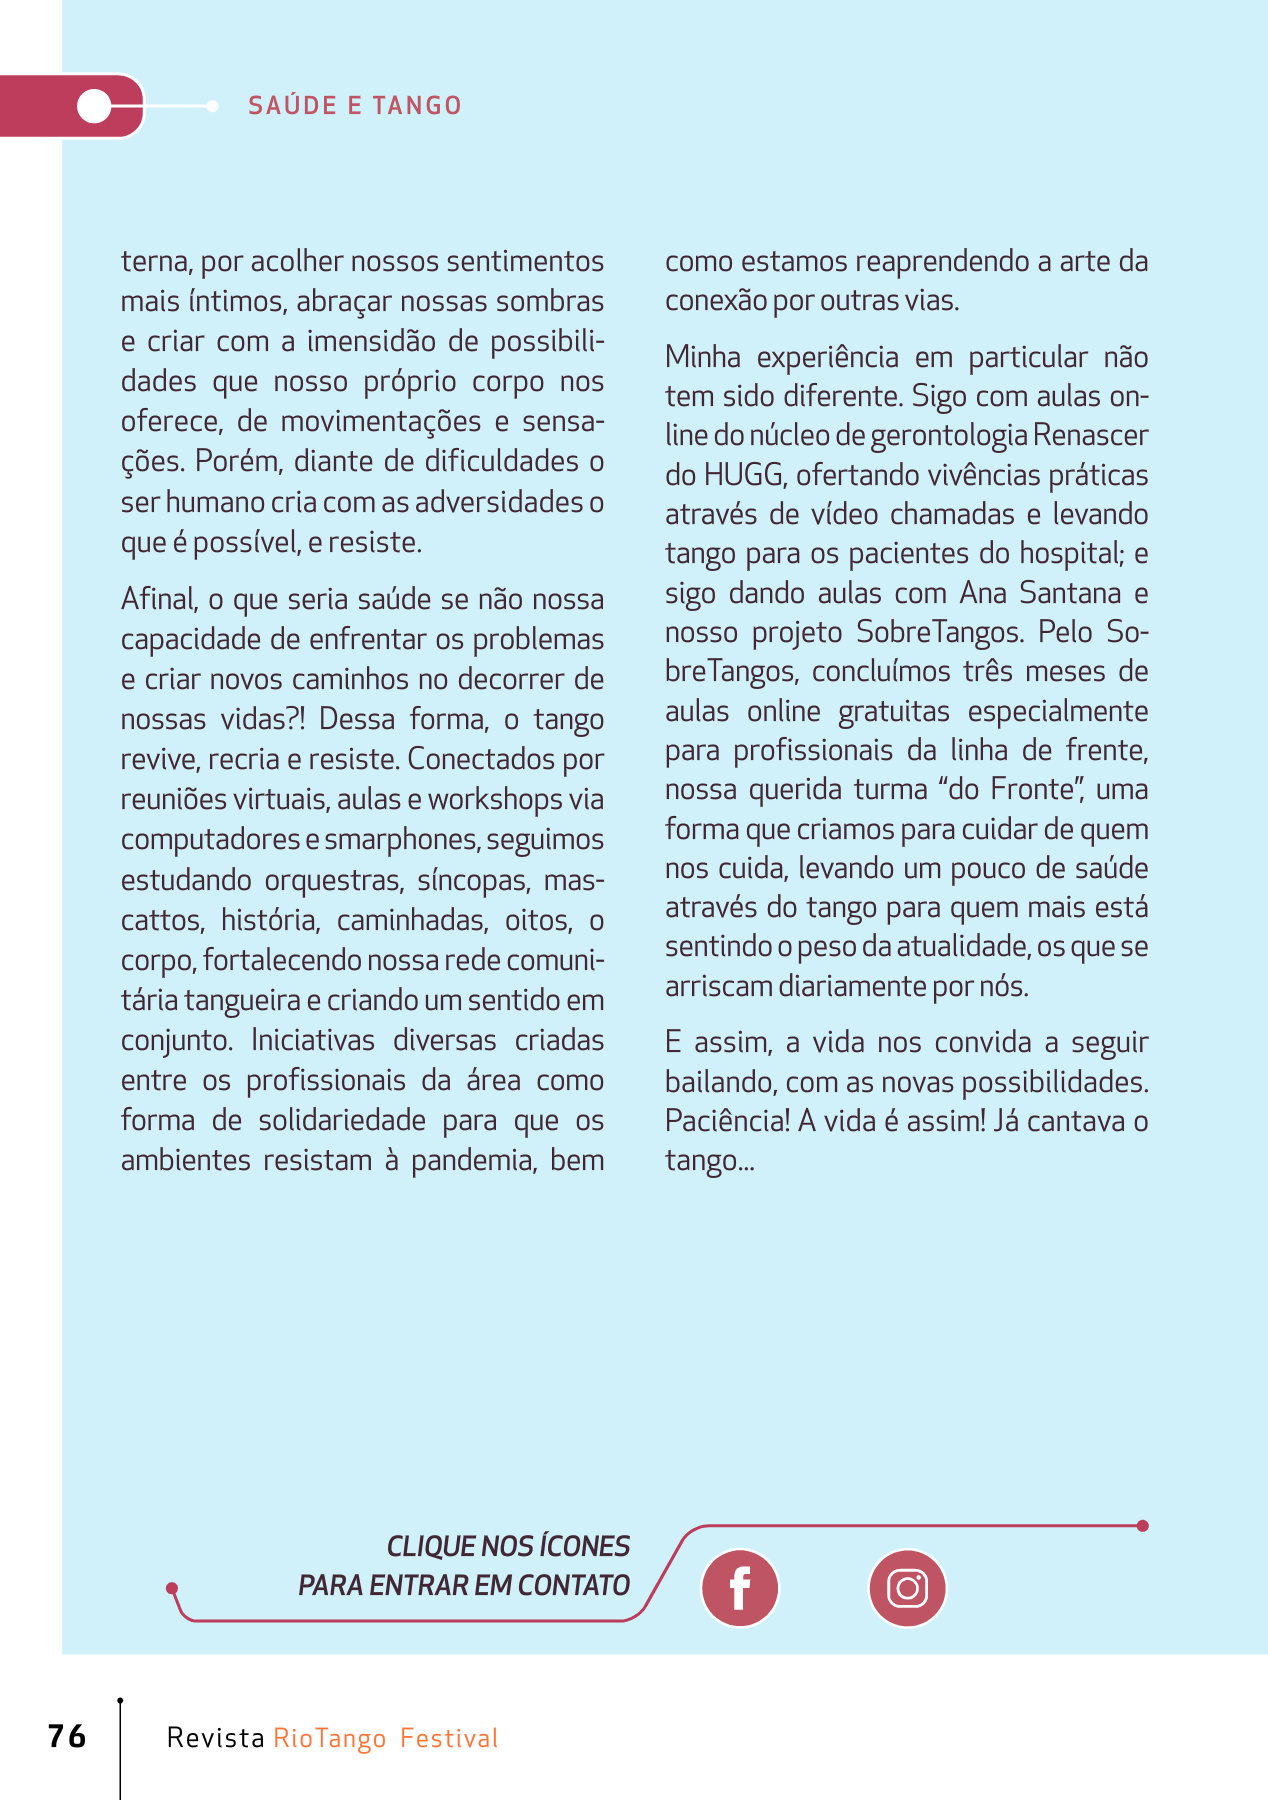 SAÚDE E TANGO
terna, por acolher nossos sentimentos
mais íntimos, abraçar nossas sombras
e criar com a imensidão de possibili-
dades que nosso próprio corpo nos
oferece, de movimentações e sensa-
ções. Porém, diante de dificuldades o
ser humano cria com as adversidades o
que é possível, e resiste.
Afinal, o que seria saúde se não nossa
capacidade de enfrentar os problemas
e criar novos caminhos no decorrer de
nossas vidas?! Dessa forma, o tango
revive, recria e resiste. Conectados por
reuniões virtuais, aulas e workshops via
computadores e smarphones, seguimos
estudando orquestras, síncopas, mas-
cattos, história, caminhadas, oitos, o
corpo, fortalecendo nossa rede comuni-
tária tangueira e criando um sentido em
conjunto. Iniciativas diversas criadas
entre os profissionais da área como
forma de solidariedade para que os
ambientes resistam à pandemia, bem
como estamos reaprendendo a arte da
conexão por outras vias.
Minha experiência em particular não
tem sido diferente. Sigo com aulas on-
line do núcleo de gerontologia Renascer
do HUGG, ofertando vivências práticas
através de vídeo chamadas e levando
tango para os pacientes do hospital; e
sigo dando aulas com Ana Santana e
nosso projeto SobreTangos. Pelo So-
breTangos, concluímos três meses de
aulas online gratuitas especialmente
para profissionais da linha de frente,
nossa querida turma “do Fronte”, uma
forma que criamos para cuidar de quem
nos cuida, levando um pouco de saúde
através do tango para quem mais está
sentindo o peso da atualidade, os que se
arriscam diariamente por nós.
E assim, a vida nos convida a seguir
bailando, com as novas possibilidades.
Paciência! A vida é assim! Já cantava o
tango...
CLIQUE NOS ÍCONES
PARA ENTRAR EM CONTATO
76 Revista RioTango Festival